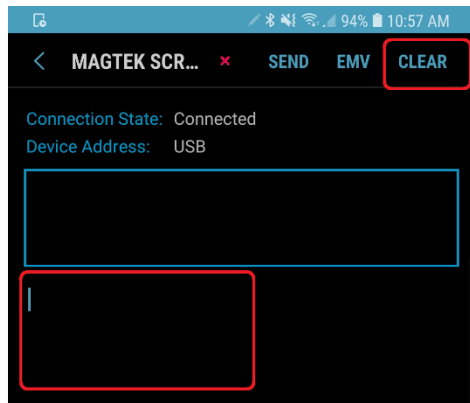 94% 10:57 AM
MAGTEK SCR... × SEND EMV CLEAR
Connection State: Connected
Device Address: USB